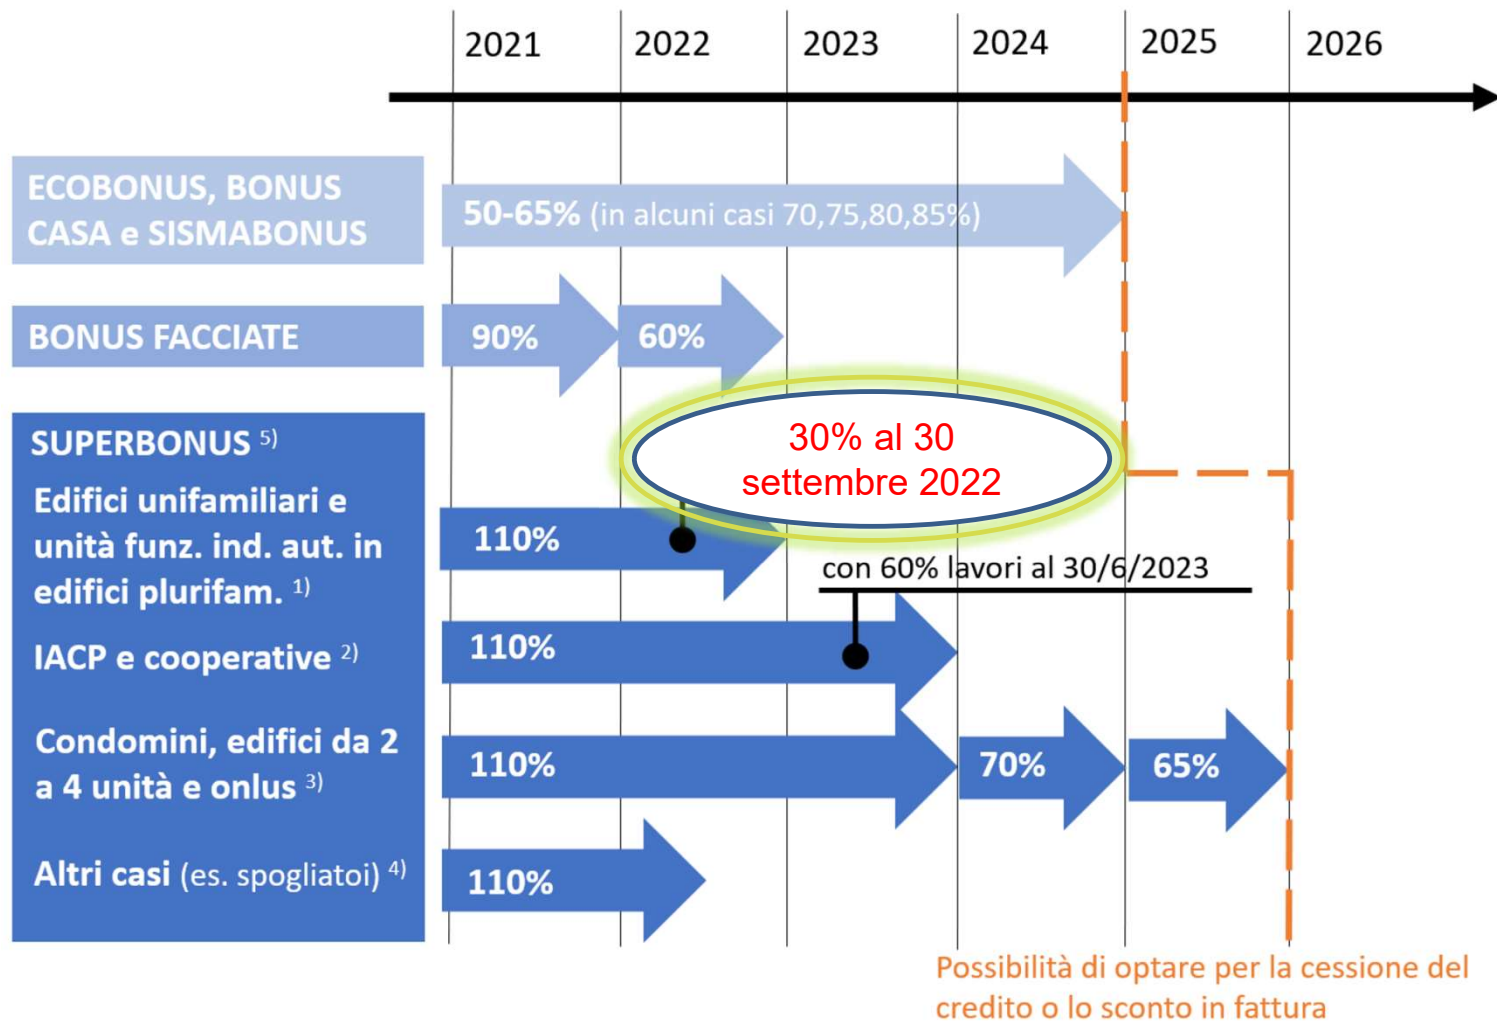 2021
2022
2023
2024
2025
2026
ECOBONUS, BONUS
CASA e SISMABONUS
50-65% (in alcuni casi 70,75,80,85%)
BONUS FACCIATE
90%
60%
SUPERBONUS 5)
30% al 30
settembre 2022
Edifici unifamiliari e
unità funz. ind. aut. in
edifici plurifam. 1)
110%
con 60% lavori al 30/6/2023
IACP e cooperative 2)
110%
Condomini, edifici da 2
a 4 unità e onlus 3)
110%
70%
65%
Altri casi (es. spogliatoi) 4)
110%
Possibilità di optare per la cessione del
credito o lo sconto in fattura